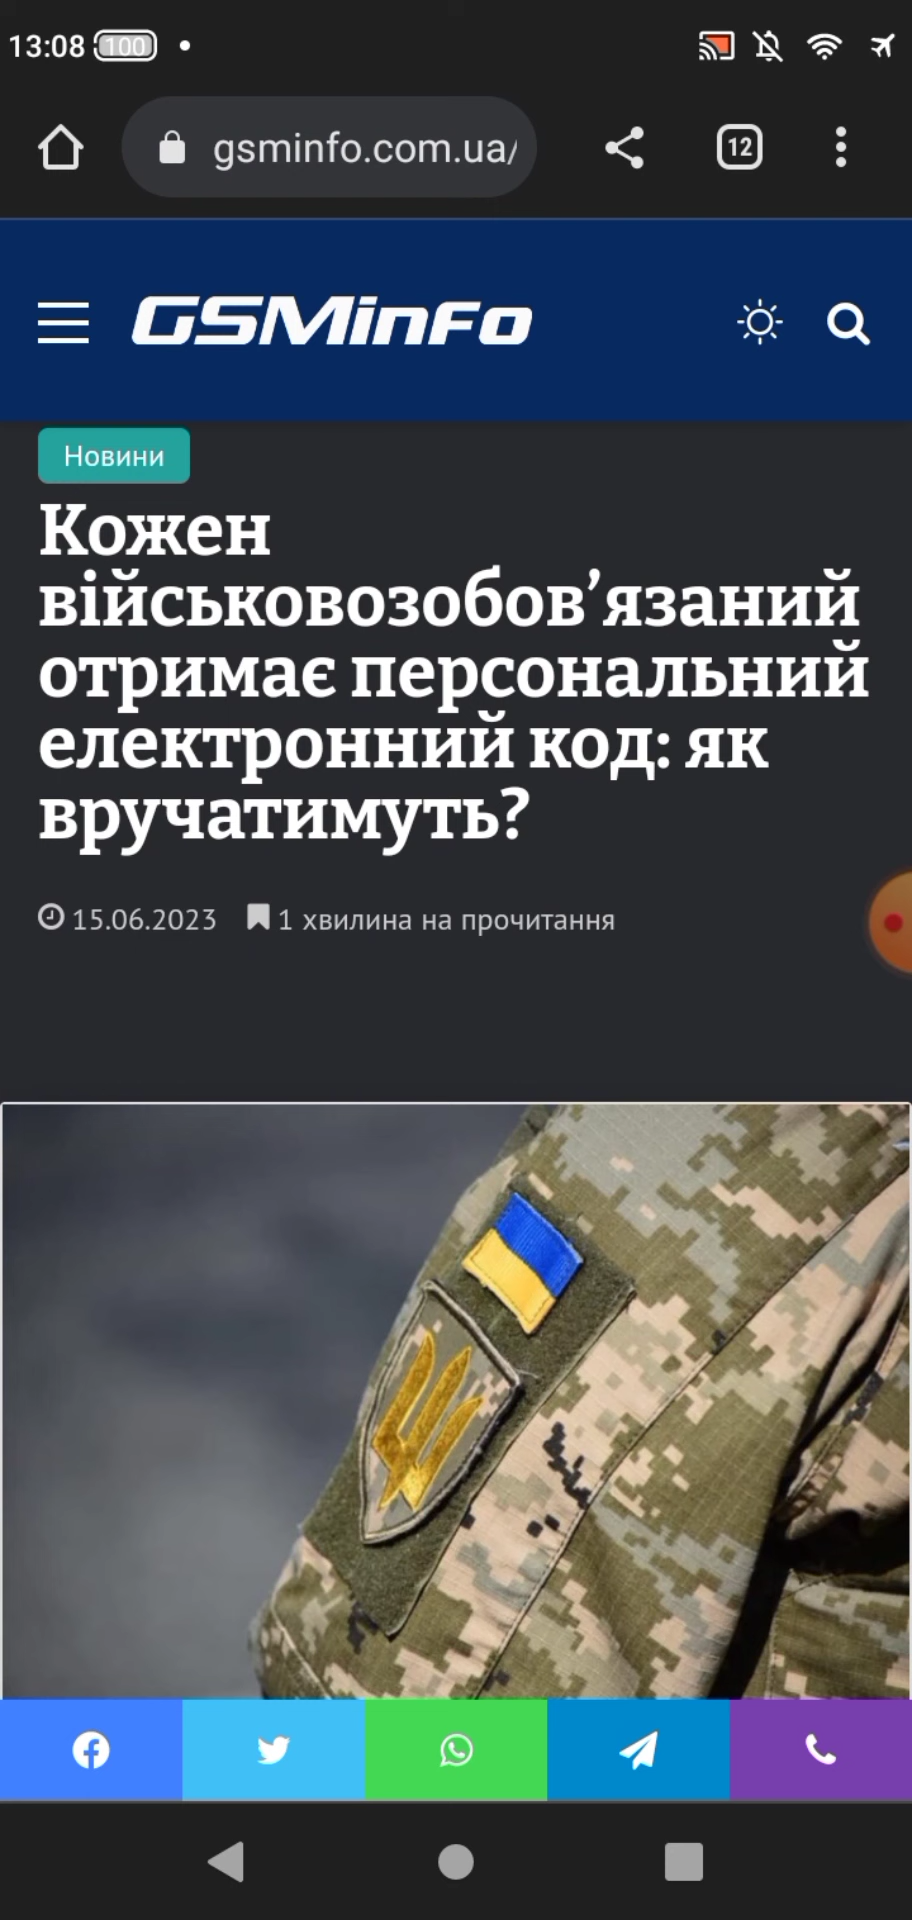 13:08 100
gsminfo.com.ua/
12
GSMinfo
Новини
Кожен
військовозобов’язаний
отримає персональний
електронний код: як
вручатимуть?
15.06.2023 1 хвилина на прочитання